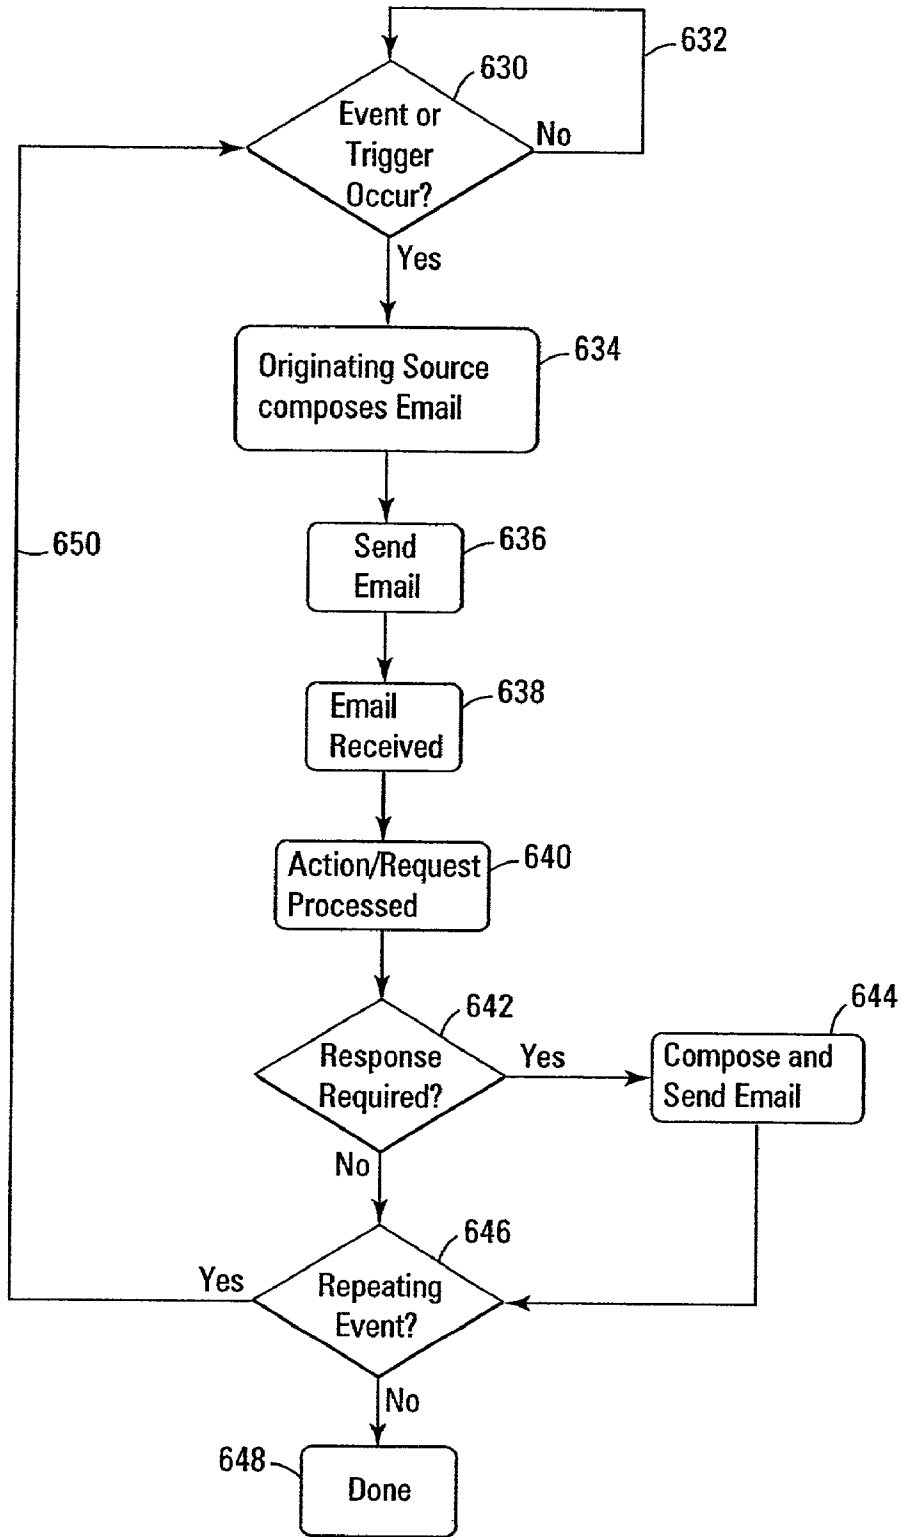 632
630
Event or
Trigger
Occur?
No
Yes
634
Originating Source
composes Email
636
Send
Email
650
638
Email
Received
640
Action/Request
Processed
642
644
Response
Required?
Yes
Compose and
Send Email
No
646
Yes
Repeating
Event?
No
648
Done